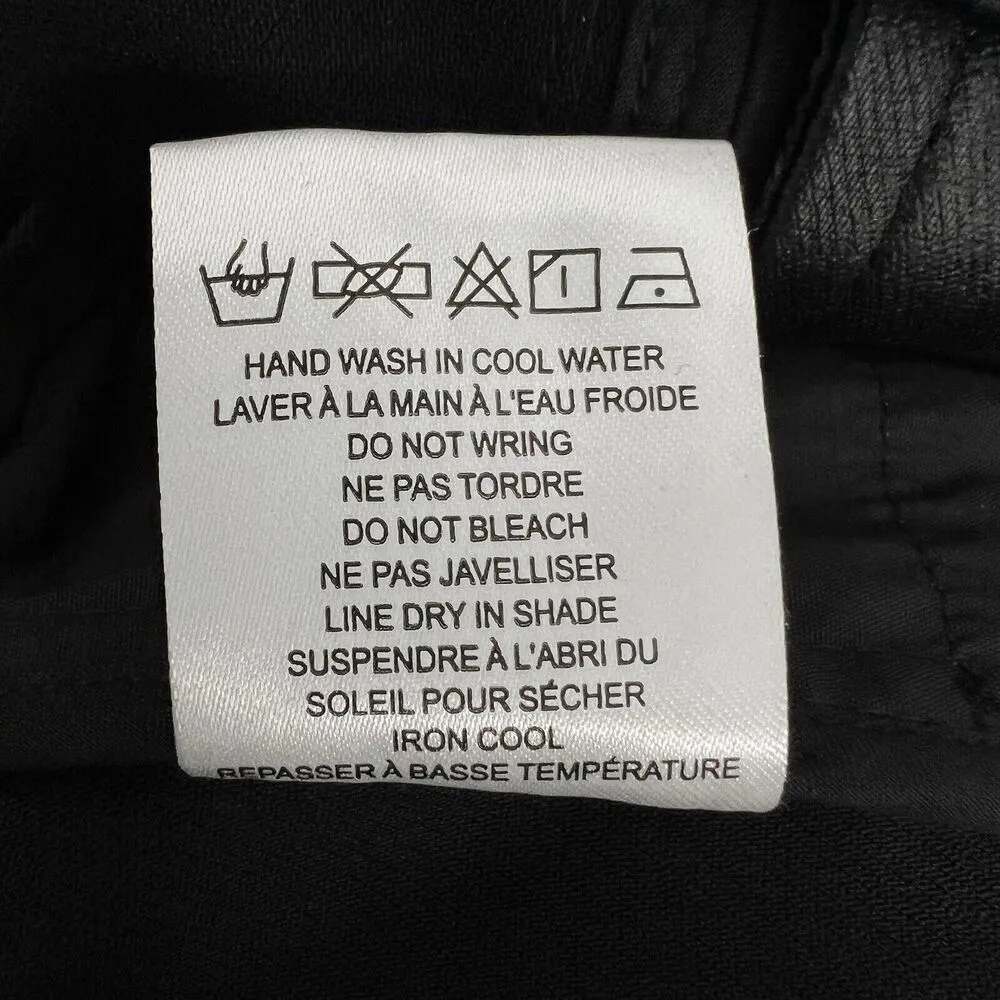 HAND WASH IN COOL WATER
LAVER À LA MAIN À L'EAU FROIDE
DO NOT WRING
NE PAS TORDRE
DO NOT BLEACH
NE PAS JAVELLISER
LINE DRY IN SHADE
SUSPENDRE À L'ABRI DU
SOLEIL POUR SÉCHER
IRON COOL
REPASSER À BASSE TEMPÉRATURE